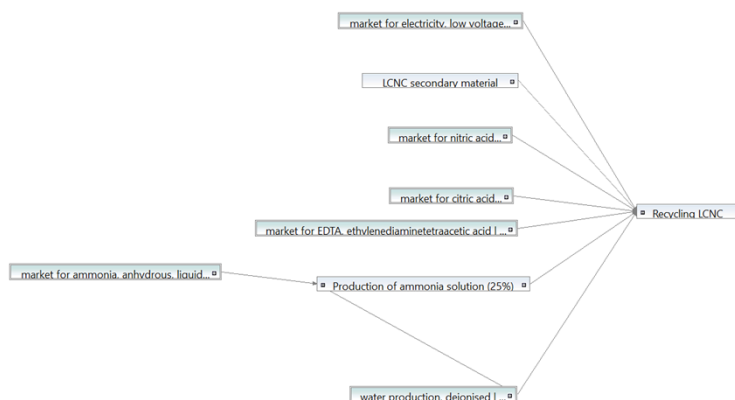 market for electricity, low voltage...
LCNC secondary material
market for nitric acid...
market for citric acid...
Recycling LCNC
market for EDTA, ethylenediaminetetraacetic acid | ...
market for ammonia, anhydrous, liquid...
Production of ammonia solution (25%)
water production, deionised | ...